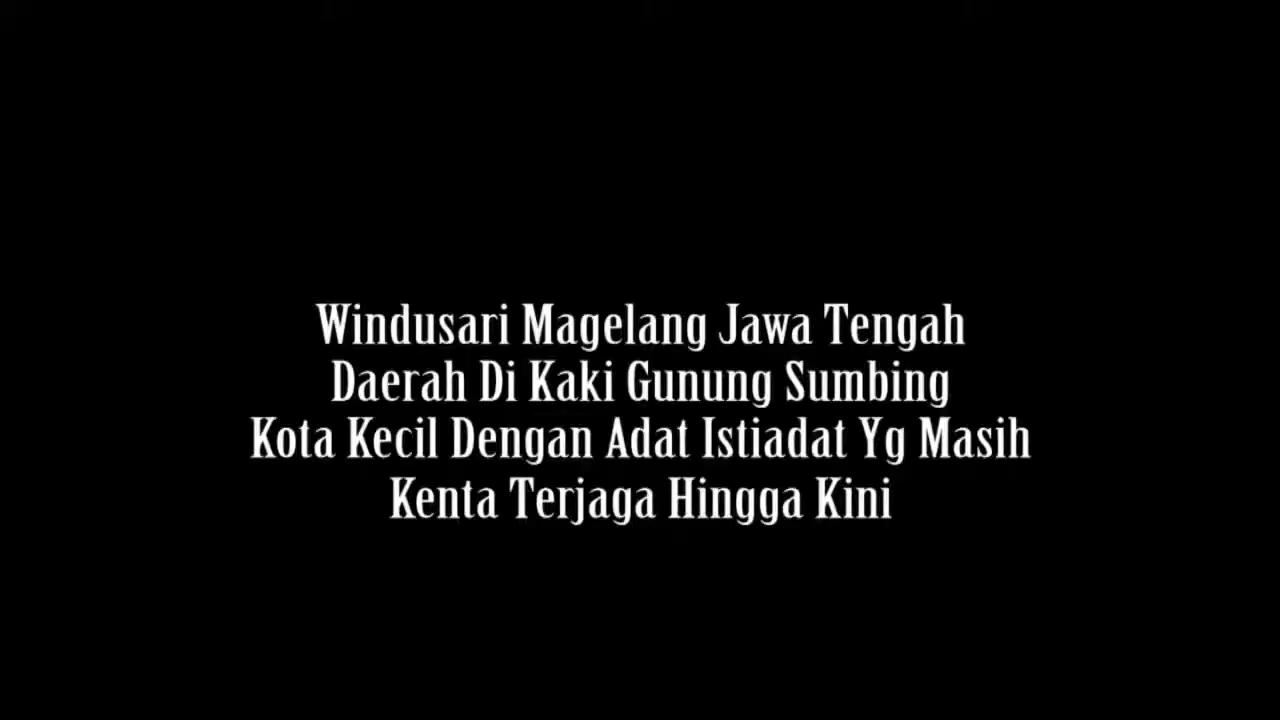 Windusari Magelang Jawa Tengah
Daerah Di Kaki Gunung Sumbing
Kota Kecil Dengan Adat Istiadat Yg Masih
Kenta Terjaga Hingga Kini